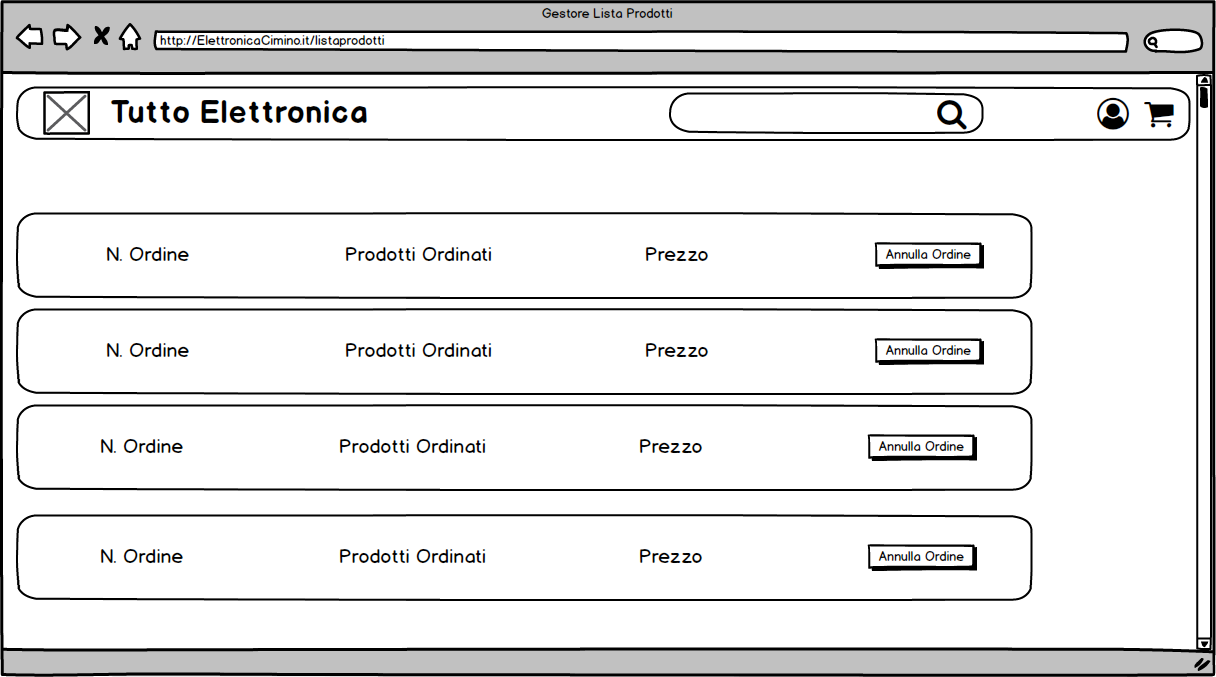 Gestore Lista Prodotti
http://ElettronicaCimino.it/listaprodotti
Tutto Elettronica
N. Ordine Prodotti Ordinati Prezzo Annulla Ordine
N. Ordine Prodotti Ordinati Prezzo Annulla Ordine
N. Ordine Prodotti Ordinati Prezzo Annulla Ordine
N. Ordine Prodotti Ordinati Prezzo Annulla Ordine